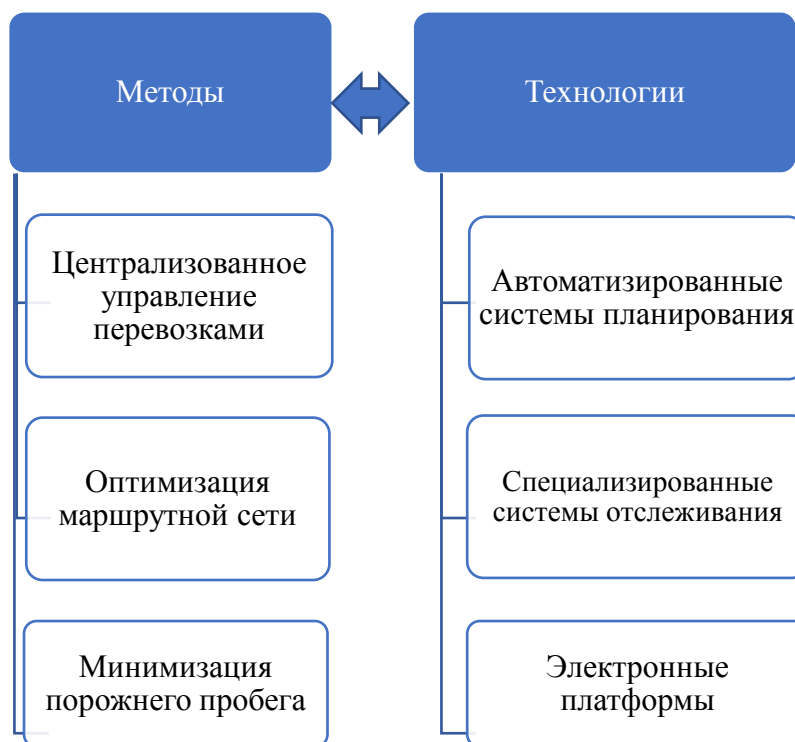 Методы
Технологии
Централизованное
управление
перевозками
Автоматизированные
системы планирования
Оптимизация
маршрутной сети
Специализированные
системы отслеживания
Минимизация
порожнего пробега
Электронные
платформы